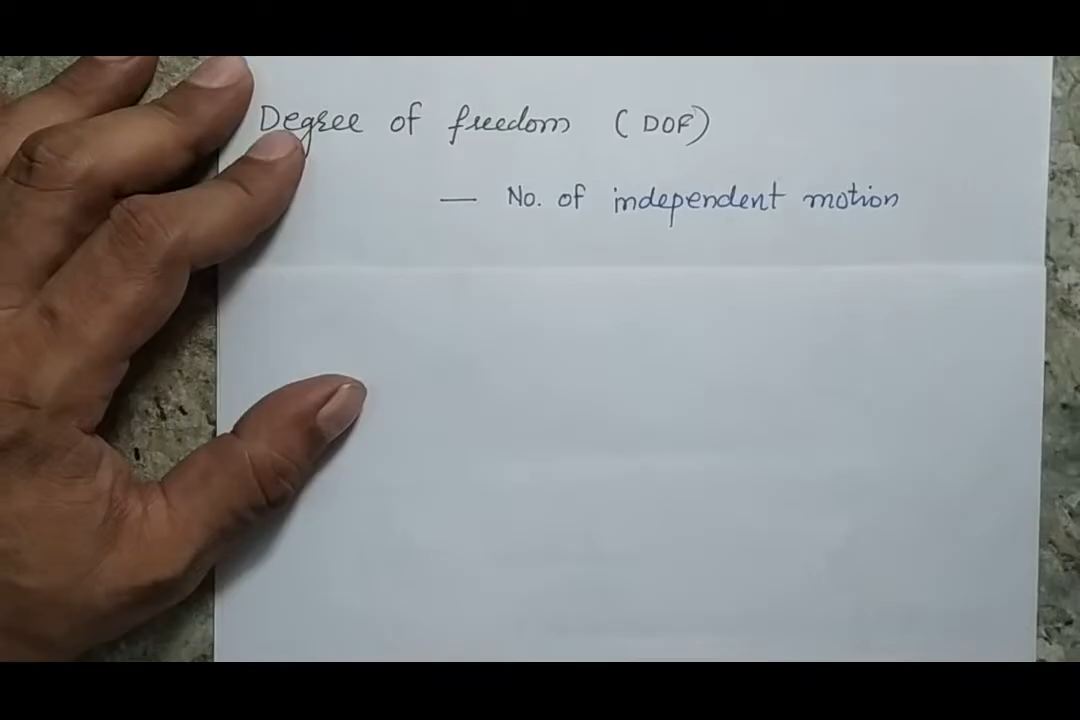 Degree of freedom (DOF)
— No. of independent motion